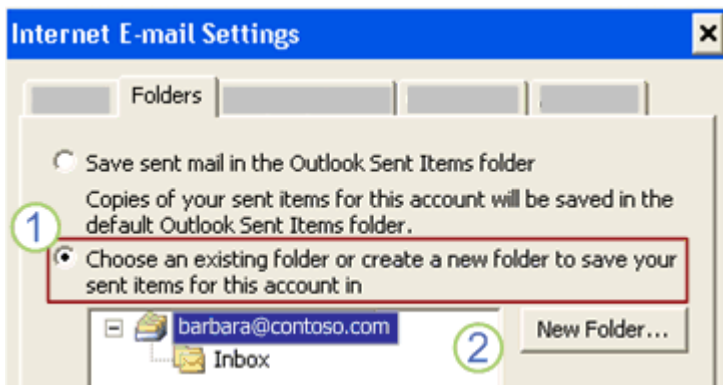 Internet E-mail Settings
Folders
Save sent mail in the Outlook Sent Items folder
Copies of your sent items for this account will be saved in the
default Outlook Sent Items folder.
1
Choose an existing folder or create a new folder to save your
sent items for this account in
barbara@contoso.com
2
New Folder...
Inbox